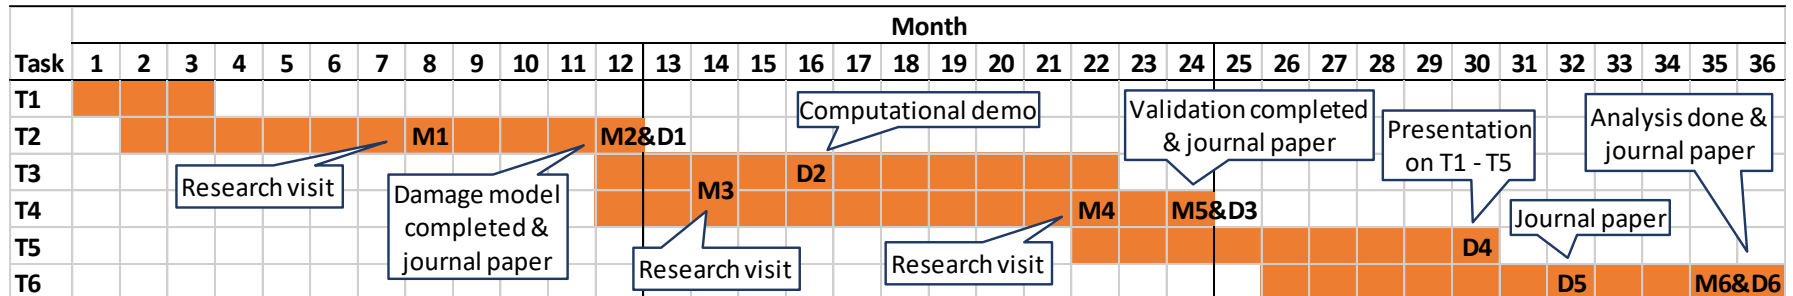 Month
Task 1 2 3 4 5 6 7 8 9 10 11 12 13 14 15 16 17 18 19 20 21 22 23 24 25 26 27 28 29 30 31 32 33 34 35 36
T1
Computational demo
Validation completed
& journal paper
Presentation
on T1 - T5
Analysis done &
journal paper
T2 M1 M2&D1
T3 D2
Research visit
Damage model
completed &
journal paper
M3
T4 M4 M5&D3
Journal paper
Research visit
Research visit
T5 D4
T6 D5 M6&D6